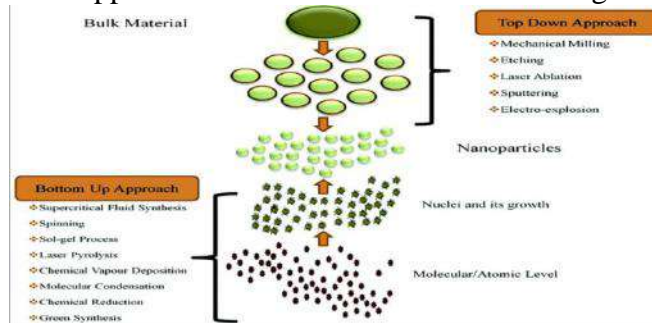 Bulk Material
Top Down Approach
❖Mechanical Milling
❖Etching
❖Laser Ablation
❖Sputtering
❖Electro-explosion
Nanoparticles
Bottom Up Approach
❖Supercritical Fluid Synthesis
❖Spinning
❖Sol-gel Process
❖Laser Pyrolysis
❖Chemical Vapour Deposition
❖Molecular Condensation
❖Chemical Reduction
❖Green Synthesis
Nuclei and its growth
Molecular/Atomic Level